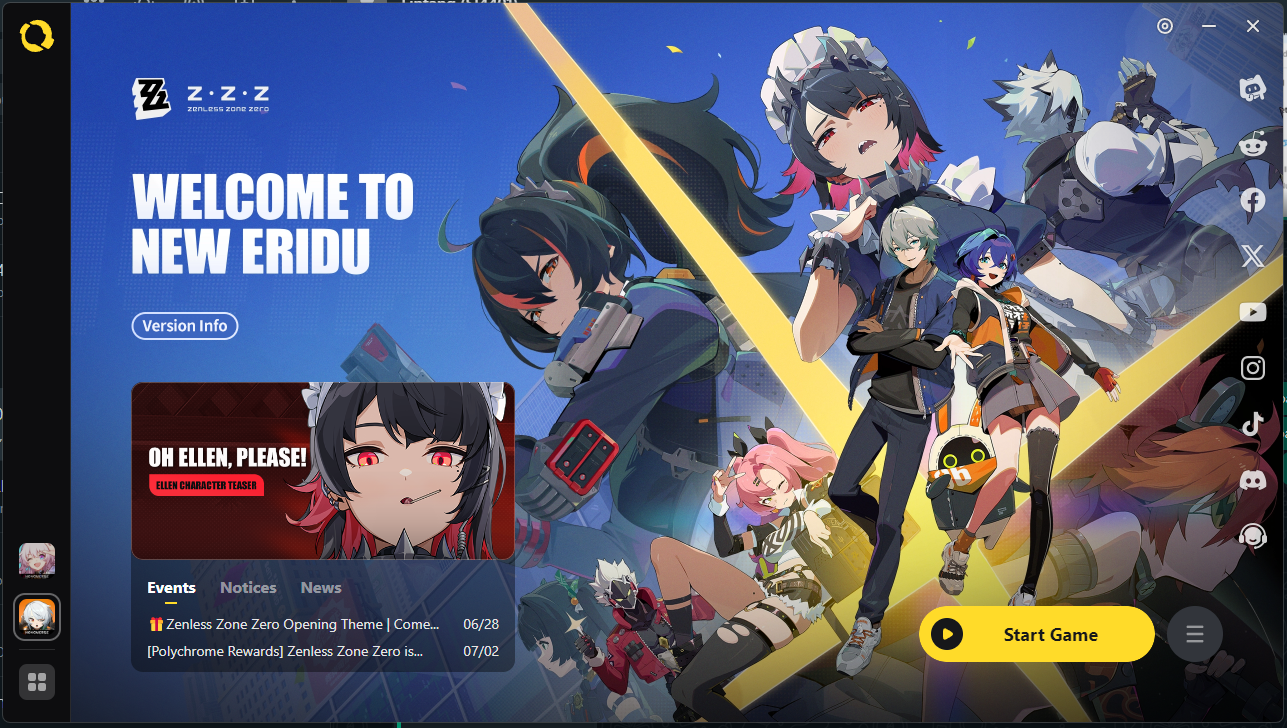 Z·Z·Z
ZENLESS ZONE ZERO
WELCOME TO
NEW ERIDU
Version Info
OH ELLEN, PLEASE!
ELLEN CHARACTER TEASER
Events Notices News
Zenless Zone Zero Opening Theme | Come... 06/28
[Polychrome Rewards] Zenless Zone Zero is... 07/02
Start Game